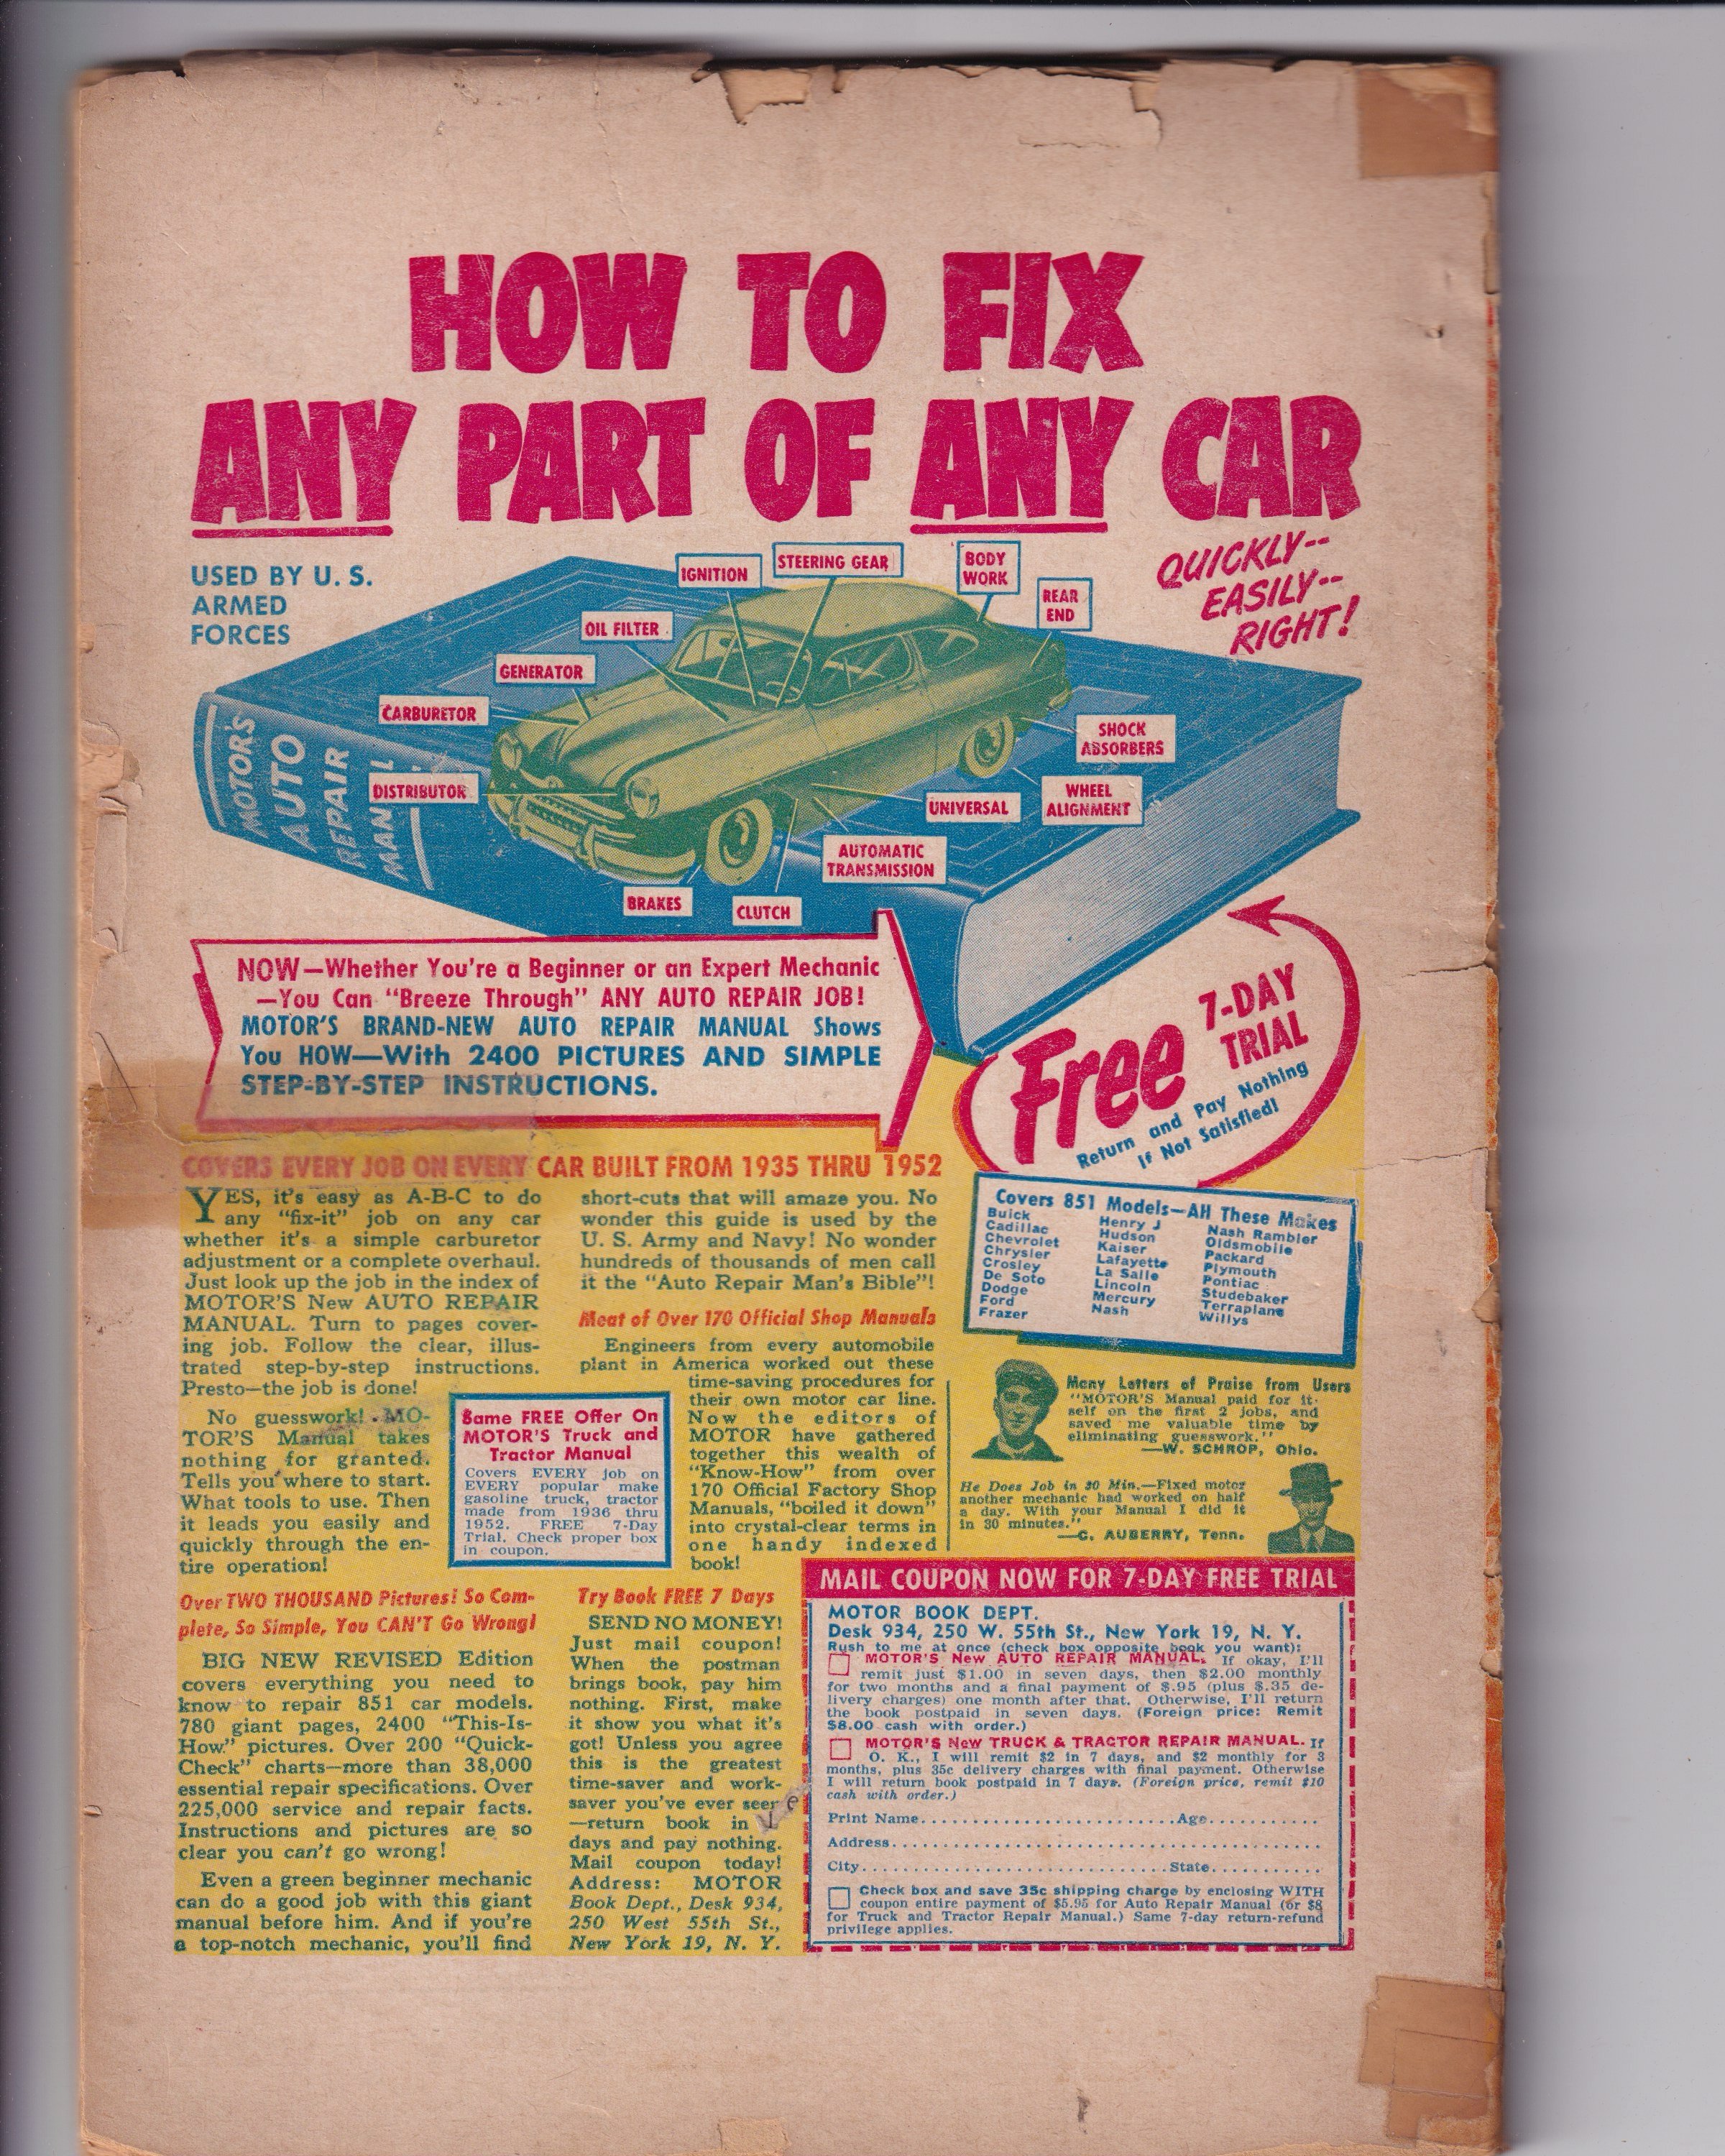 HOW TO FIX
ANY PART OF ANY CAR
USED BY U. S.
ARMED
FORCES
QUICKLY--
EASILY--
RIGHT!
IGNITION
STEERING GEAR
BODY
WORK
REAR
END
OIL FILTER
GENERATOR
CARBURETOR
DISTRIBUTOR
BRAKES
CLUTCH
AUTOMATIC
TRANSMISSION
UNIVERSAL
WHEEL
ALIGNMENT
SHOCK
ABSORBERS
MOTOR'S
AUTO
REPAIR
NOW—Whether You're a Beginner or an Expert Mechanic
—You Can "Breeze Through" ANY AUTO REPAIR JOB!
MOTOR'S BRAND-NEW AUTO REPAIR MANUAL Shows
You HOW—With 2400 PICTURES AND SIMPLE
STEP-BY-STEP INSTRUCTIONS.
Free
7-DAY
TRIAL
Return and Pay Nothing
If Not Satisfied!
COVERS EVERY JOB ON EVERY CAR BUILT FROM 1935 THRU 1952
YES, it's easy as A-B-C to do
any "fix-it" job on any car
whether it's a simple carburetor
adjustment or a complete overhaul.
Just look up the job in the index of
MOTOR'S New AUTO REPAIR
MANUAL. Turn to pages cover-
ing job. Follow the clear, illus-
trated step-by-step instructions.
Presto—the job is done!
No guesswork! MO-
TOR'S Manual takes
nothing for granted.
Tells you where to start.
What tools to use. Then
it leads you easily and
quickly through the en-
tire operation!
Over TWO THOUSAND Pictures! So Com-
plete, So Simple, You CAN'T Go Wrong!
BIG NEW REVISED Edition
covers everything you need to
know to repair 851 car models.
780 giant pages, 2400 "This-Is-
How" pictures. Over 200 "Quick-
Check" charts—more than 38,000
essential repair specifications. Over
225,000 service and repair facts.
Instructions and pictures are so
clear you can't go wrong!
Even a green beginner mechanic
can do a good job with this giant
manual before him. And if you're
a top-notch mechanic, you'll find
short-cuts that will amaze you. No
wonder this guide is used by the
U. S. Army and Navy! No wonder
hundreds of thousands of men call
it the "Auto Repair Man's Bible"!
Meat of Over 170 Official Shop Manuals
Engineers from every automobile
plant in America worked out these
time-saving procedures for
their own motor car line.
Now the editors of
MOTOR have gathered
together this wealth of
"Know-How" from over
170 Official Factory Shop
Manuals, "boiled it down"
into crystal-clear terms in
one handy indexed
book!
Same FREE Offer On
MOTOR'S Truck and
Tractor Manual
Covers EVERY job on
EVERY popular make
gasoline truck, tractor
made from 1936 thru
1952. FREE 7-Day
Trial. Check proper box
in coupon.
Try Book FREE 7 Days
SEND NO MONEY!
Just mail coupon!
When the postman
brings book, pay him
nothing. First, make
it show you what it's
got! Unless you agree
this is the greatest
time-saver and work-
saver you've ever seen
—return book in
days and pay nothing.
Mail coupon today!
Address: MOTOR
Book Dept., Desk 934,
250 West 55th St.,
New York 19, N. Y.
Covers 851 Models—All These Makes
Buick
Cadillac
Chevrolet
Chrysler
Crosley
De Soto
Dodge
Ford
Frazer
Henry J
Hudson
Kaiser
Lafayette
La Salle
Lincoln
Mercury
Nash
Nash Rambler
Oldsmobile
Packard
Plymouth
Pontiac
Studebaker
Terraplane
Willys
Many Letters of Praise from Users
"MOTOR'S Manual paid for it-
self on the first 2 jobs, and
saved me valuable time by
eliminating guesswork."
—W. SCHROP, Ohio.
He Does Job in 30 Min.—Fixed motor
another mechanic had worked on half
a day. With your Manual I did it
in 30 minutes."
—C. AUBERRY, Tenn.
MAIL COUPON NOW FOR 7-DAY FREE TRIAL
MOTOR BOOK DEPT.
Desk 934, 250 W. 55th St., New York 19, N. Y.
Rush to me at once (check box opposite book you want):
MOTOR'S New AUTO REPAIR MANUAL. If okay, I'll
remit just $1.00 in seven days, then $2.00 monthly
for two months and a final payment of $.95 (plus $.35 de-
livery charges) one month after that. Otherwise, I'll return
the book postpaid in seven days. (Foreign price: Remit
$8.00 cash with order.)
MOTOR'S New TRUCK & TRACTOR REPAIR MANUAL. If
O. K., I will remit $2 in 7 days, and $2 monthly for 3
months, plus 35c delivery charges with final payment. Otherwise
I will return book postpaid in 7 days. (Foreign price, remit $10
cash with order.)
Print Name..............................Age............
Address....................................................
City....................................State.............
Check box and save 35c shipping charge by enclosing WITH
coupon entire payment of $5.95 for Auto Repair Manual (or $8
for Truck and Tractor Repair Manual.) Same 7-day return-refund
privilege applies.